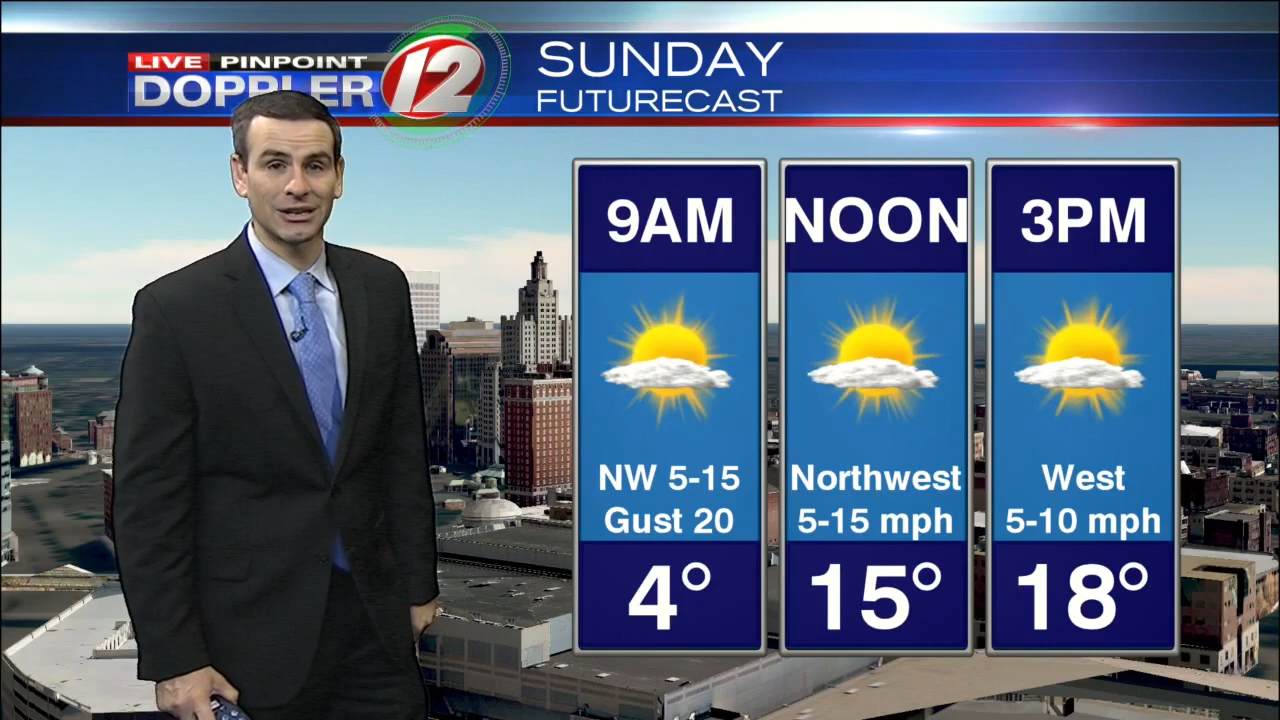 LIVE PINPOINT
DOPPLER 12
SUNDAY
FUTURECAST
9AM
NW 5-15
Gust 20
4°
NOON
Northwest
5-15 mph
15°
3PM
West
5-10 mph
18°